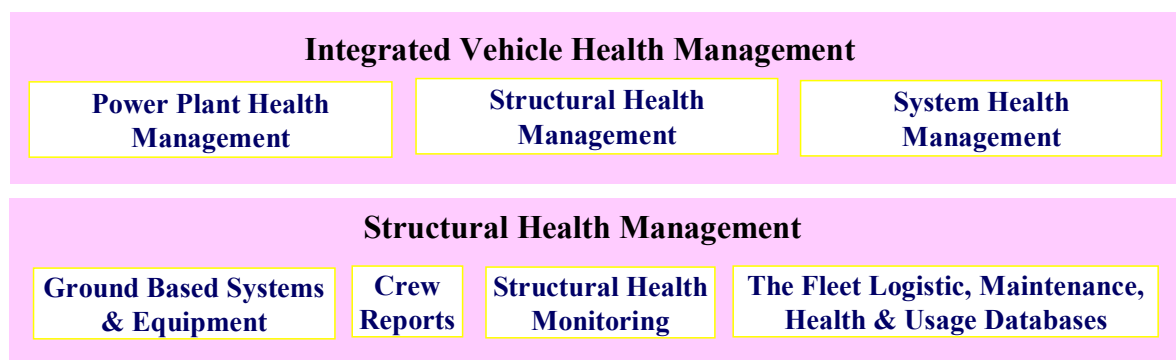 Integrated Vehicle Health Management
Power Plant Health
Management
Structural Health
Management
System Health
Management
Structural Health Management
Ground Based Systems
& Equipment
Crew
Reports
Structural Health
Monitoring
The Fleet Logistic, Maintenance,
Health & Usage Databases